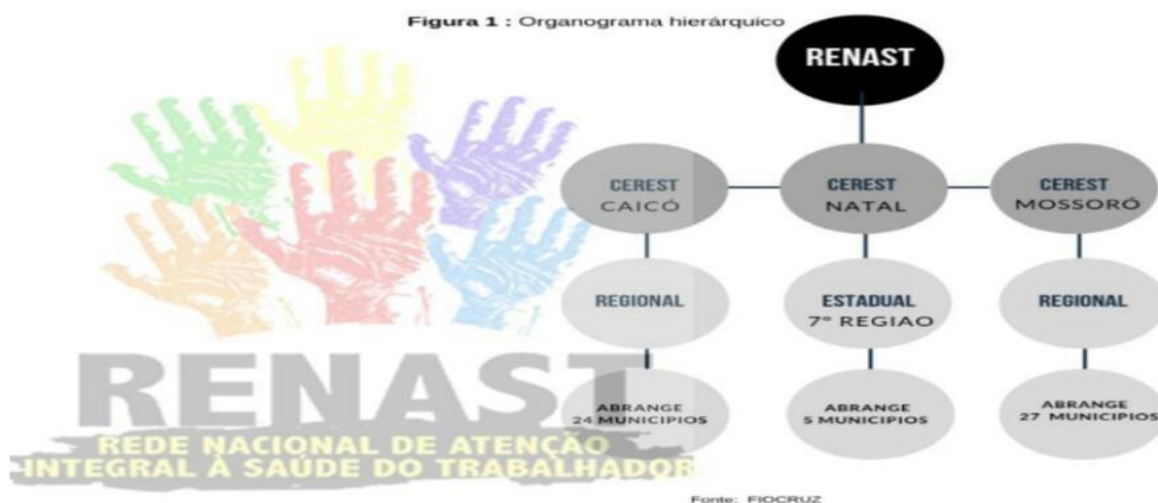 Figura 1 : Organograma hierárquico
RENAST
CEREST
CAICÓ
CEREST
NATAL
CEREST
MOSSORÓ
REGIONAL
ESTADUAL
7º REGIAO
REGIONAL
ABRANGE
24 MUNICIPIOS
ABRANGE
5 MUNICIPIOS
ABRANGE
27 MUNICIPIOS
RENAST
REDE NACIONAL DE ATENÇÃO
INTEGRAL À SAÚDE DO TRABALHADOR
Fonte: FIOCRUZ